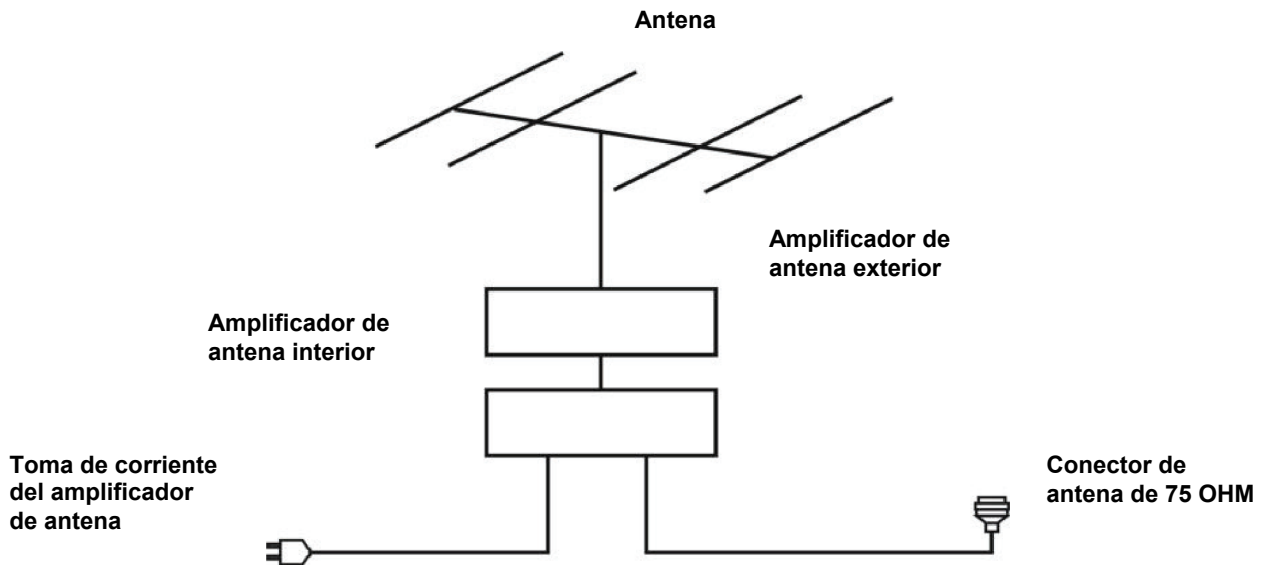 Antena
Amplificador de
antena exterior
Amplificador de
antena interior
Toma de corriente
del amplificador
de antena
Conector de
antena de 75 OHM